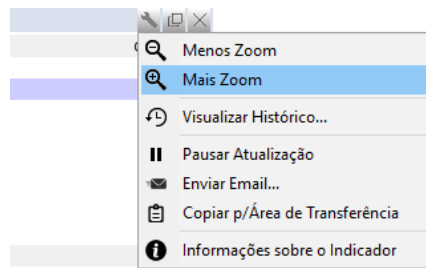 Menos Zoom
Mais Zoom
Visualizar Histórico...
Pausar Atualização
Enviar Email...
Copiar p/Área de Transferência
Informações sobre o Indicador